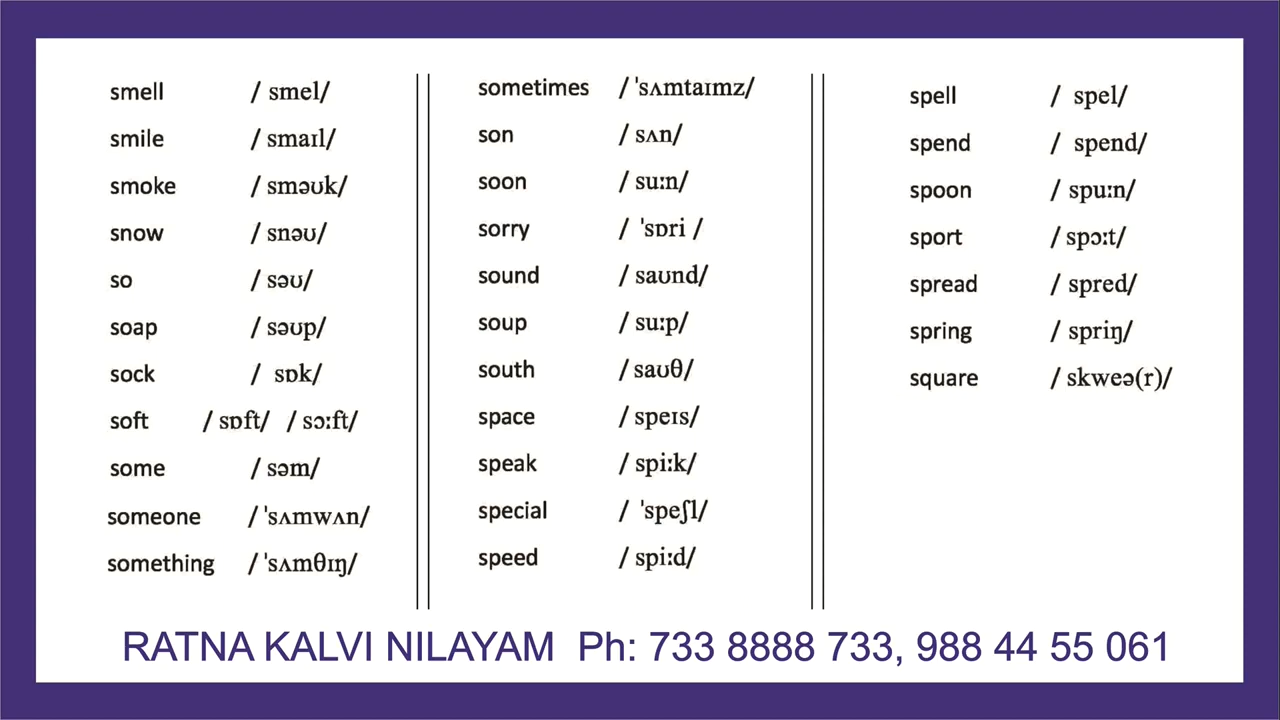 smell / smel/
smile / smaɪl/
smoke / sməʊk/
snow / snəʊ/
so / səʊ/
soap / səʊp/
sock / sɒk/
soft / sɒft/ / sɔːft/
some / səm/
someone / ˈsʌmwʌn/
something / ˈsʌmθɪŋ/
sometimes / ˈsʌmtaɪmz/
son / sʌn/
soon / suːn/
sorry / ˈsɒri /
sound / saʊnd/
soup / suːp/
south / saʊθ/
space / speɪs/
speak / spiːk/
special / ˈspeʃl/
speed / spiːd/
spell / spel/
spend / spend/
spoon / spuːn/
sport / spɔːt/
spread / spred/
spring / spriŋ/
square / skweə(r)/
RATNA KALVI NILAYAM Ph: 733 8888 733, 988 44 55 061